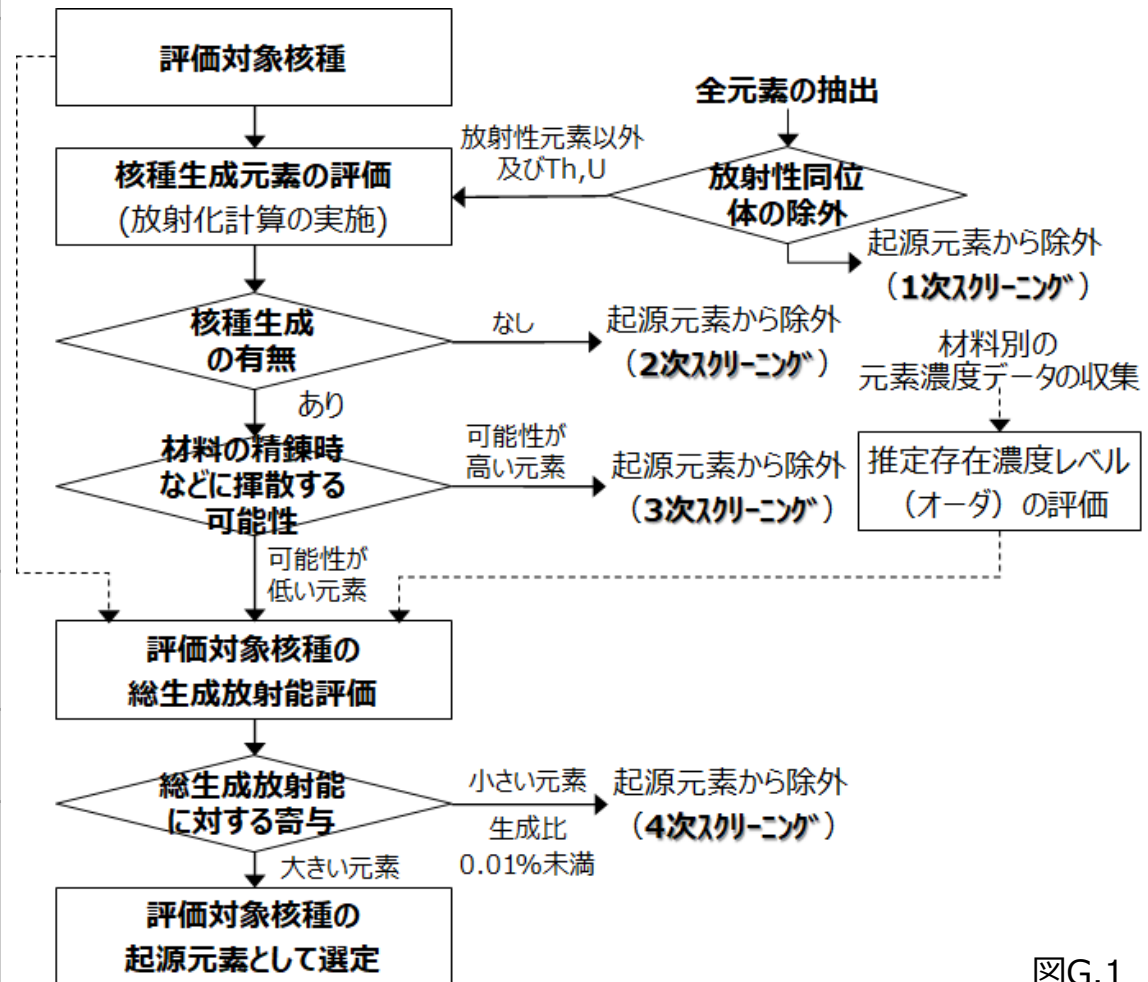 評価対象核種
全元素の抽出
放射性元素以外
及びTh,U
放射性同位
体の除外
核種生成元素の評価
(放射化計算の実施)
起源元素から除外
（1次ｽｸﾘｰﾆﾝｸﾞ）
核種生成
の有無
なし
起源元素から除外
（2次ｽｸﾘｰﾆﾝｸﾞ）
材料別の
元素濃度データの収集
あり
材料の精錬時
などに揮散する
可能性
可能性が
高い元素
起源元素から除外
（3次ｽｸﾘｰﾆﾝｸﾞ）
推定存在濃度レベル
（オーダ）の評価
可能性が
低い元素
評価対象核種の
総生成放射能評価
総生成放射能
に対する寄与
小さい元素
生成比
0.01%未満
起源元素から除外
（4次ｽｸﾘｰﾆﾝｸﾞ）
大きい元素
評価対象核種の
起源元素として選定
図G.1